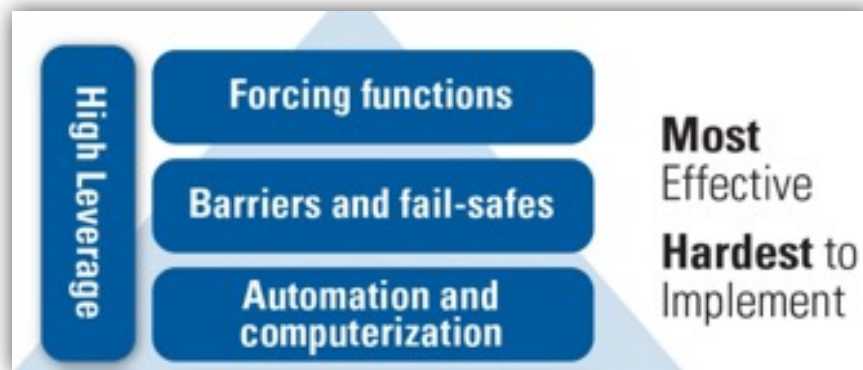 High Leverage
Forcing functions
Barriers and fail-safes
Automation and
computerization
Most
Effective
Hardest to
Implement